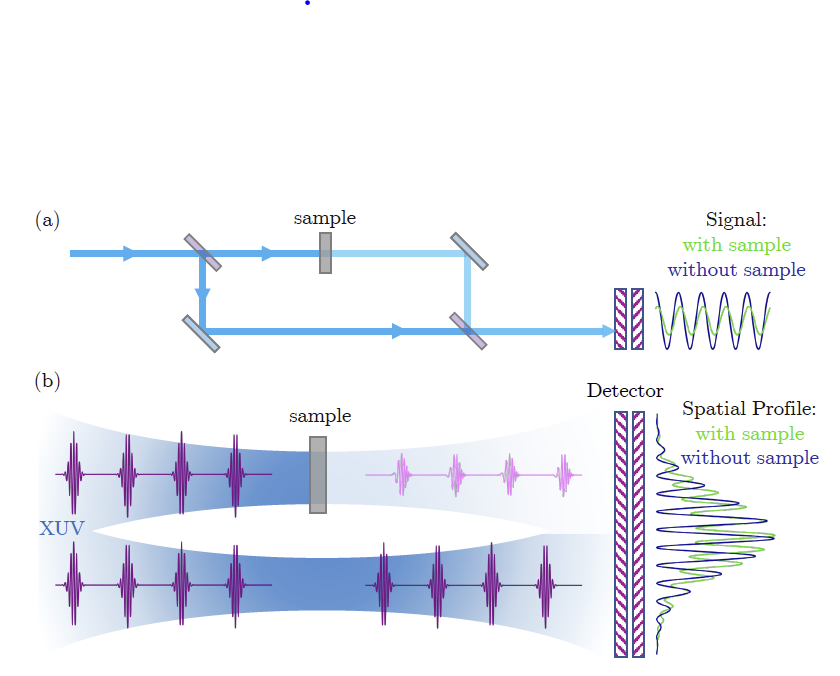 (a)
sample
Signal:
with sample
without sample
(b)
sample
Detector
Spatial Profile:
with sample
without sample
XUV